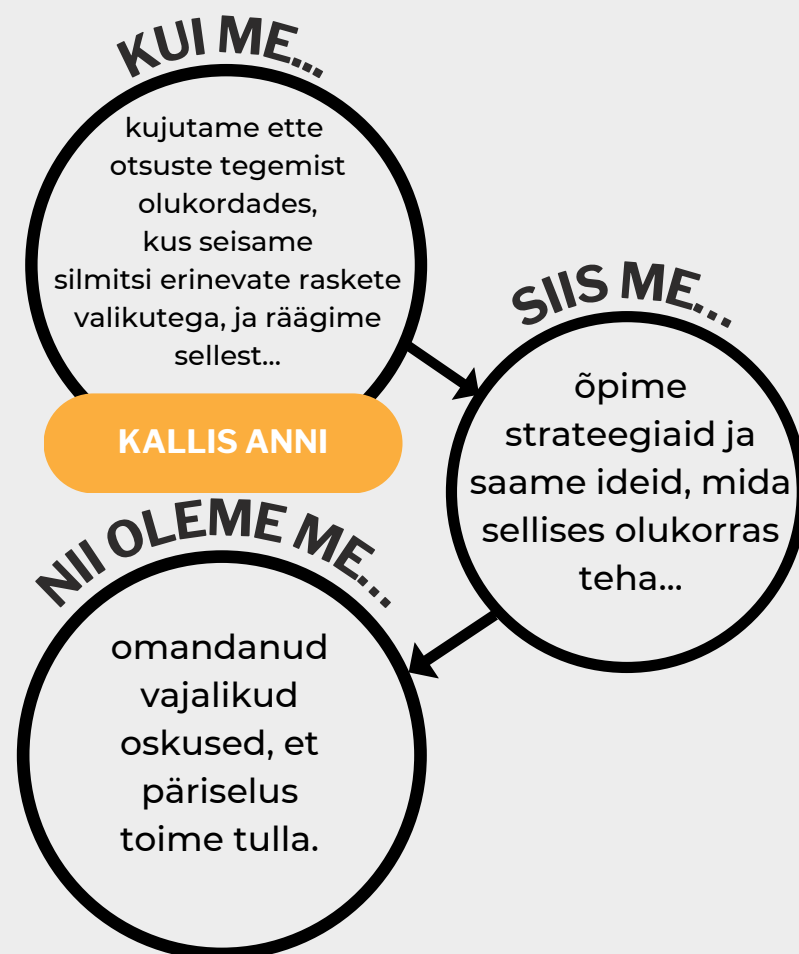 KUI ME...
kujutame ette
otsuste tegemist
olukordades,
kus seisame
silmitsi erinevate raskete
valikutega, ja räägime
sellest...
KALLIS ANNI
SIIS ME...
õpime
strateegiaid ja
saame ideid, mida
sellises olukorras
teha...
NII OLEME ME...
omandanud
vajalikud
oskused, et
päriselus
toime tulla.